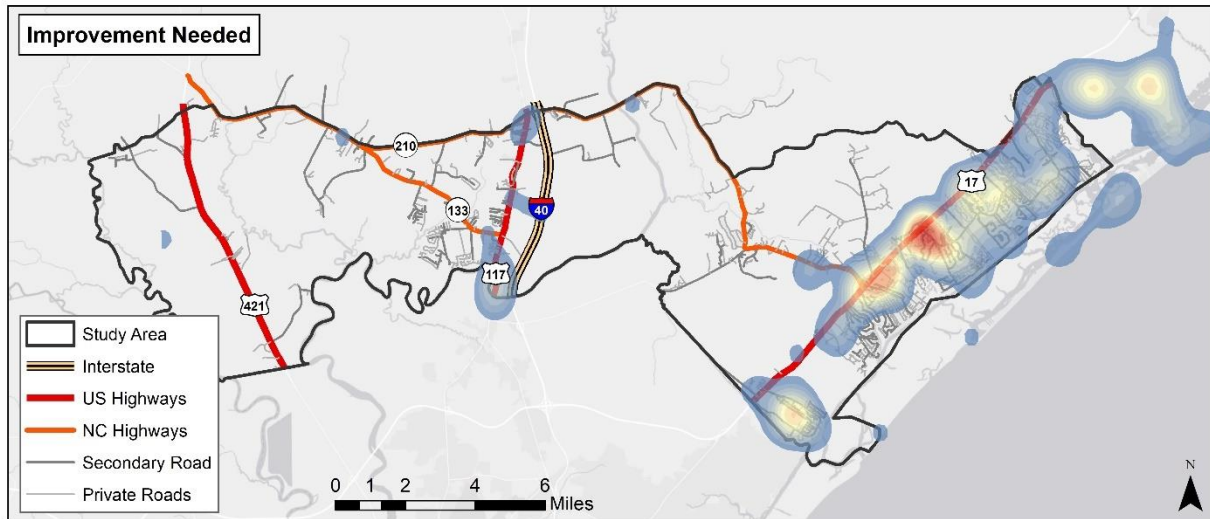 Improvement Needed
17
210
133
40
117
421
Study Area
Interstate
US Highways
NC Highways
Secondary Road
Private Roads
0 1 2 4 6
Miles
N